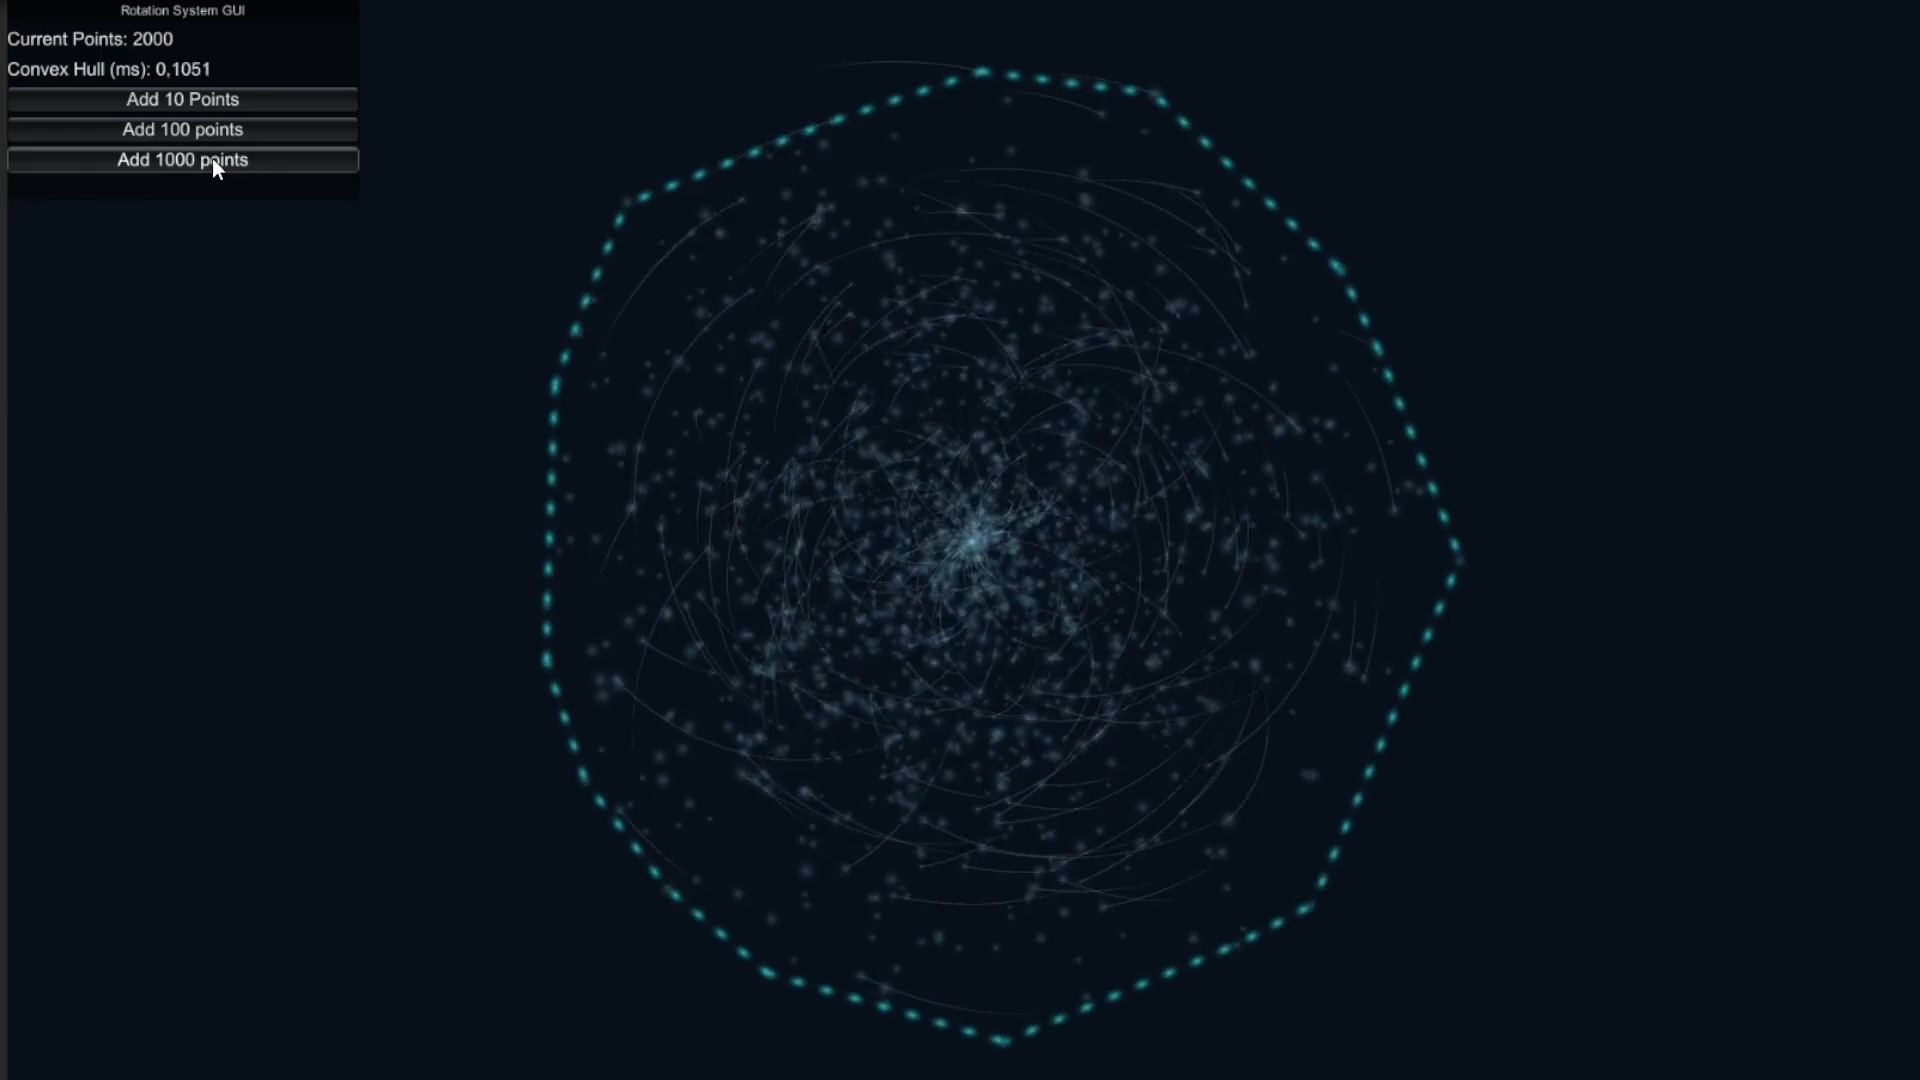 Rotation System GUI
Current Points: 2000
Convex Hull (ms): 0,1051
Add 10 Points
Add 100 points
Add 1000 points